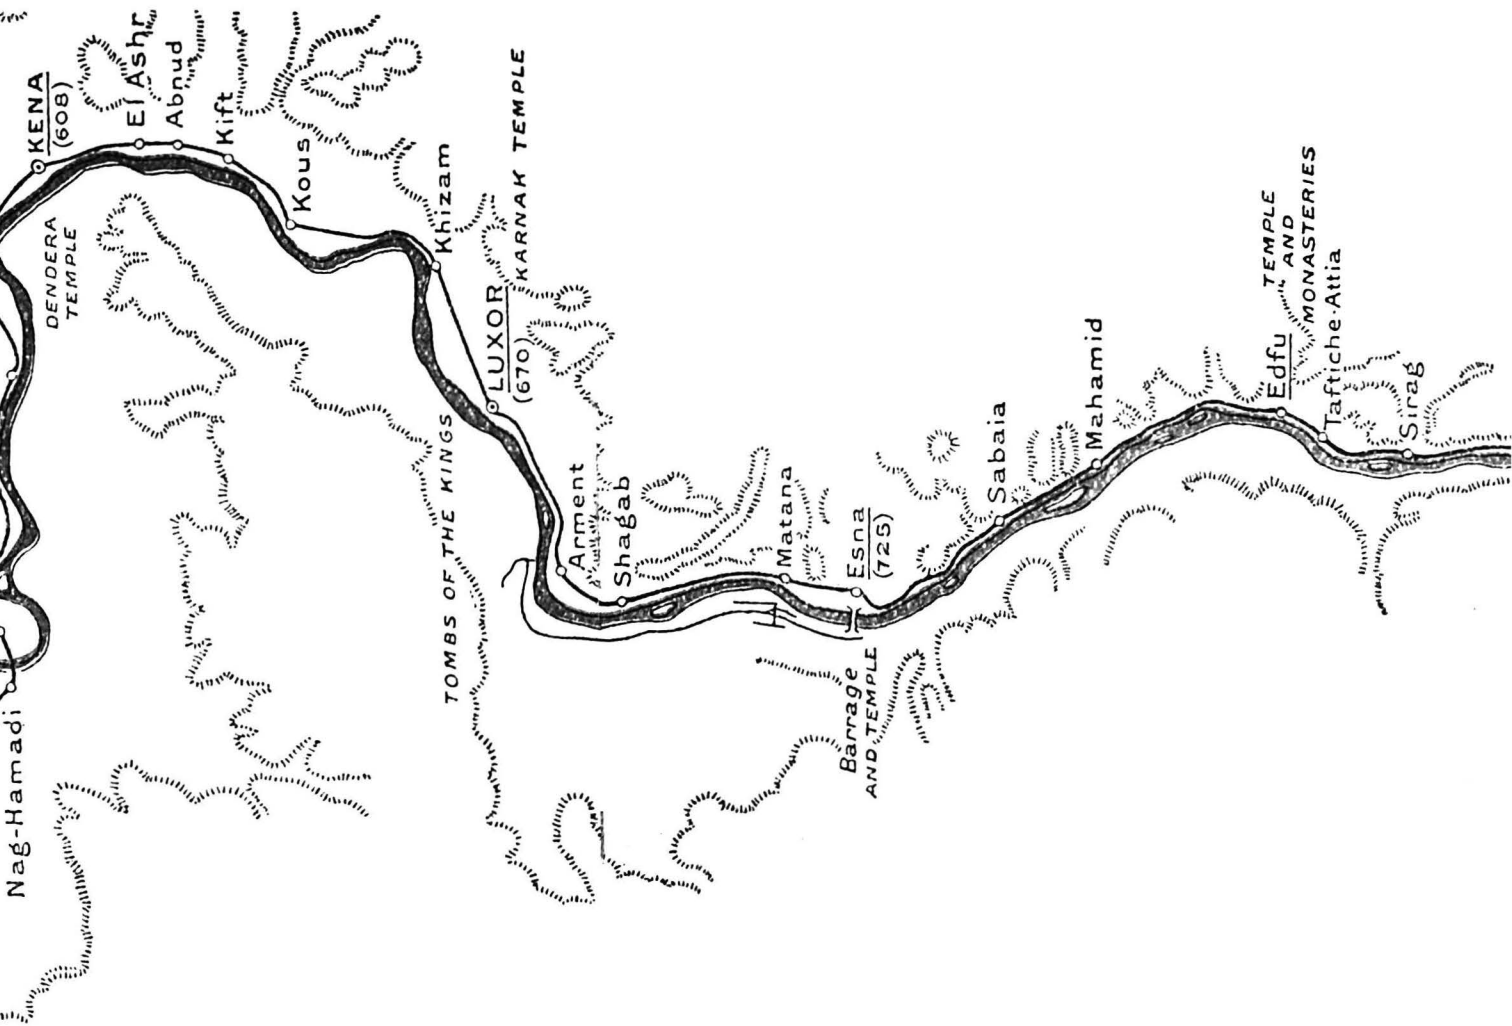 KENA
(608)
El Ashr
Abnud
Kift
Kous
Khizam
KARNAK TEMPLE
LUXOR
(670)
DENDERA
TEMPLE
Nag-Hamadi
TOMBS OF THE KINGS
Arment
Shagab
Matana
Esna
(725)
Barrage
AND TEMPLE
Sabaia
Mahamid
Edfu
TEMPLE
AND
MONASTERIES
Taftiche-Attia
Sirag